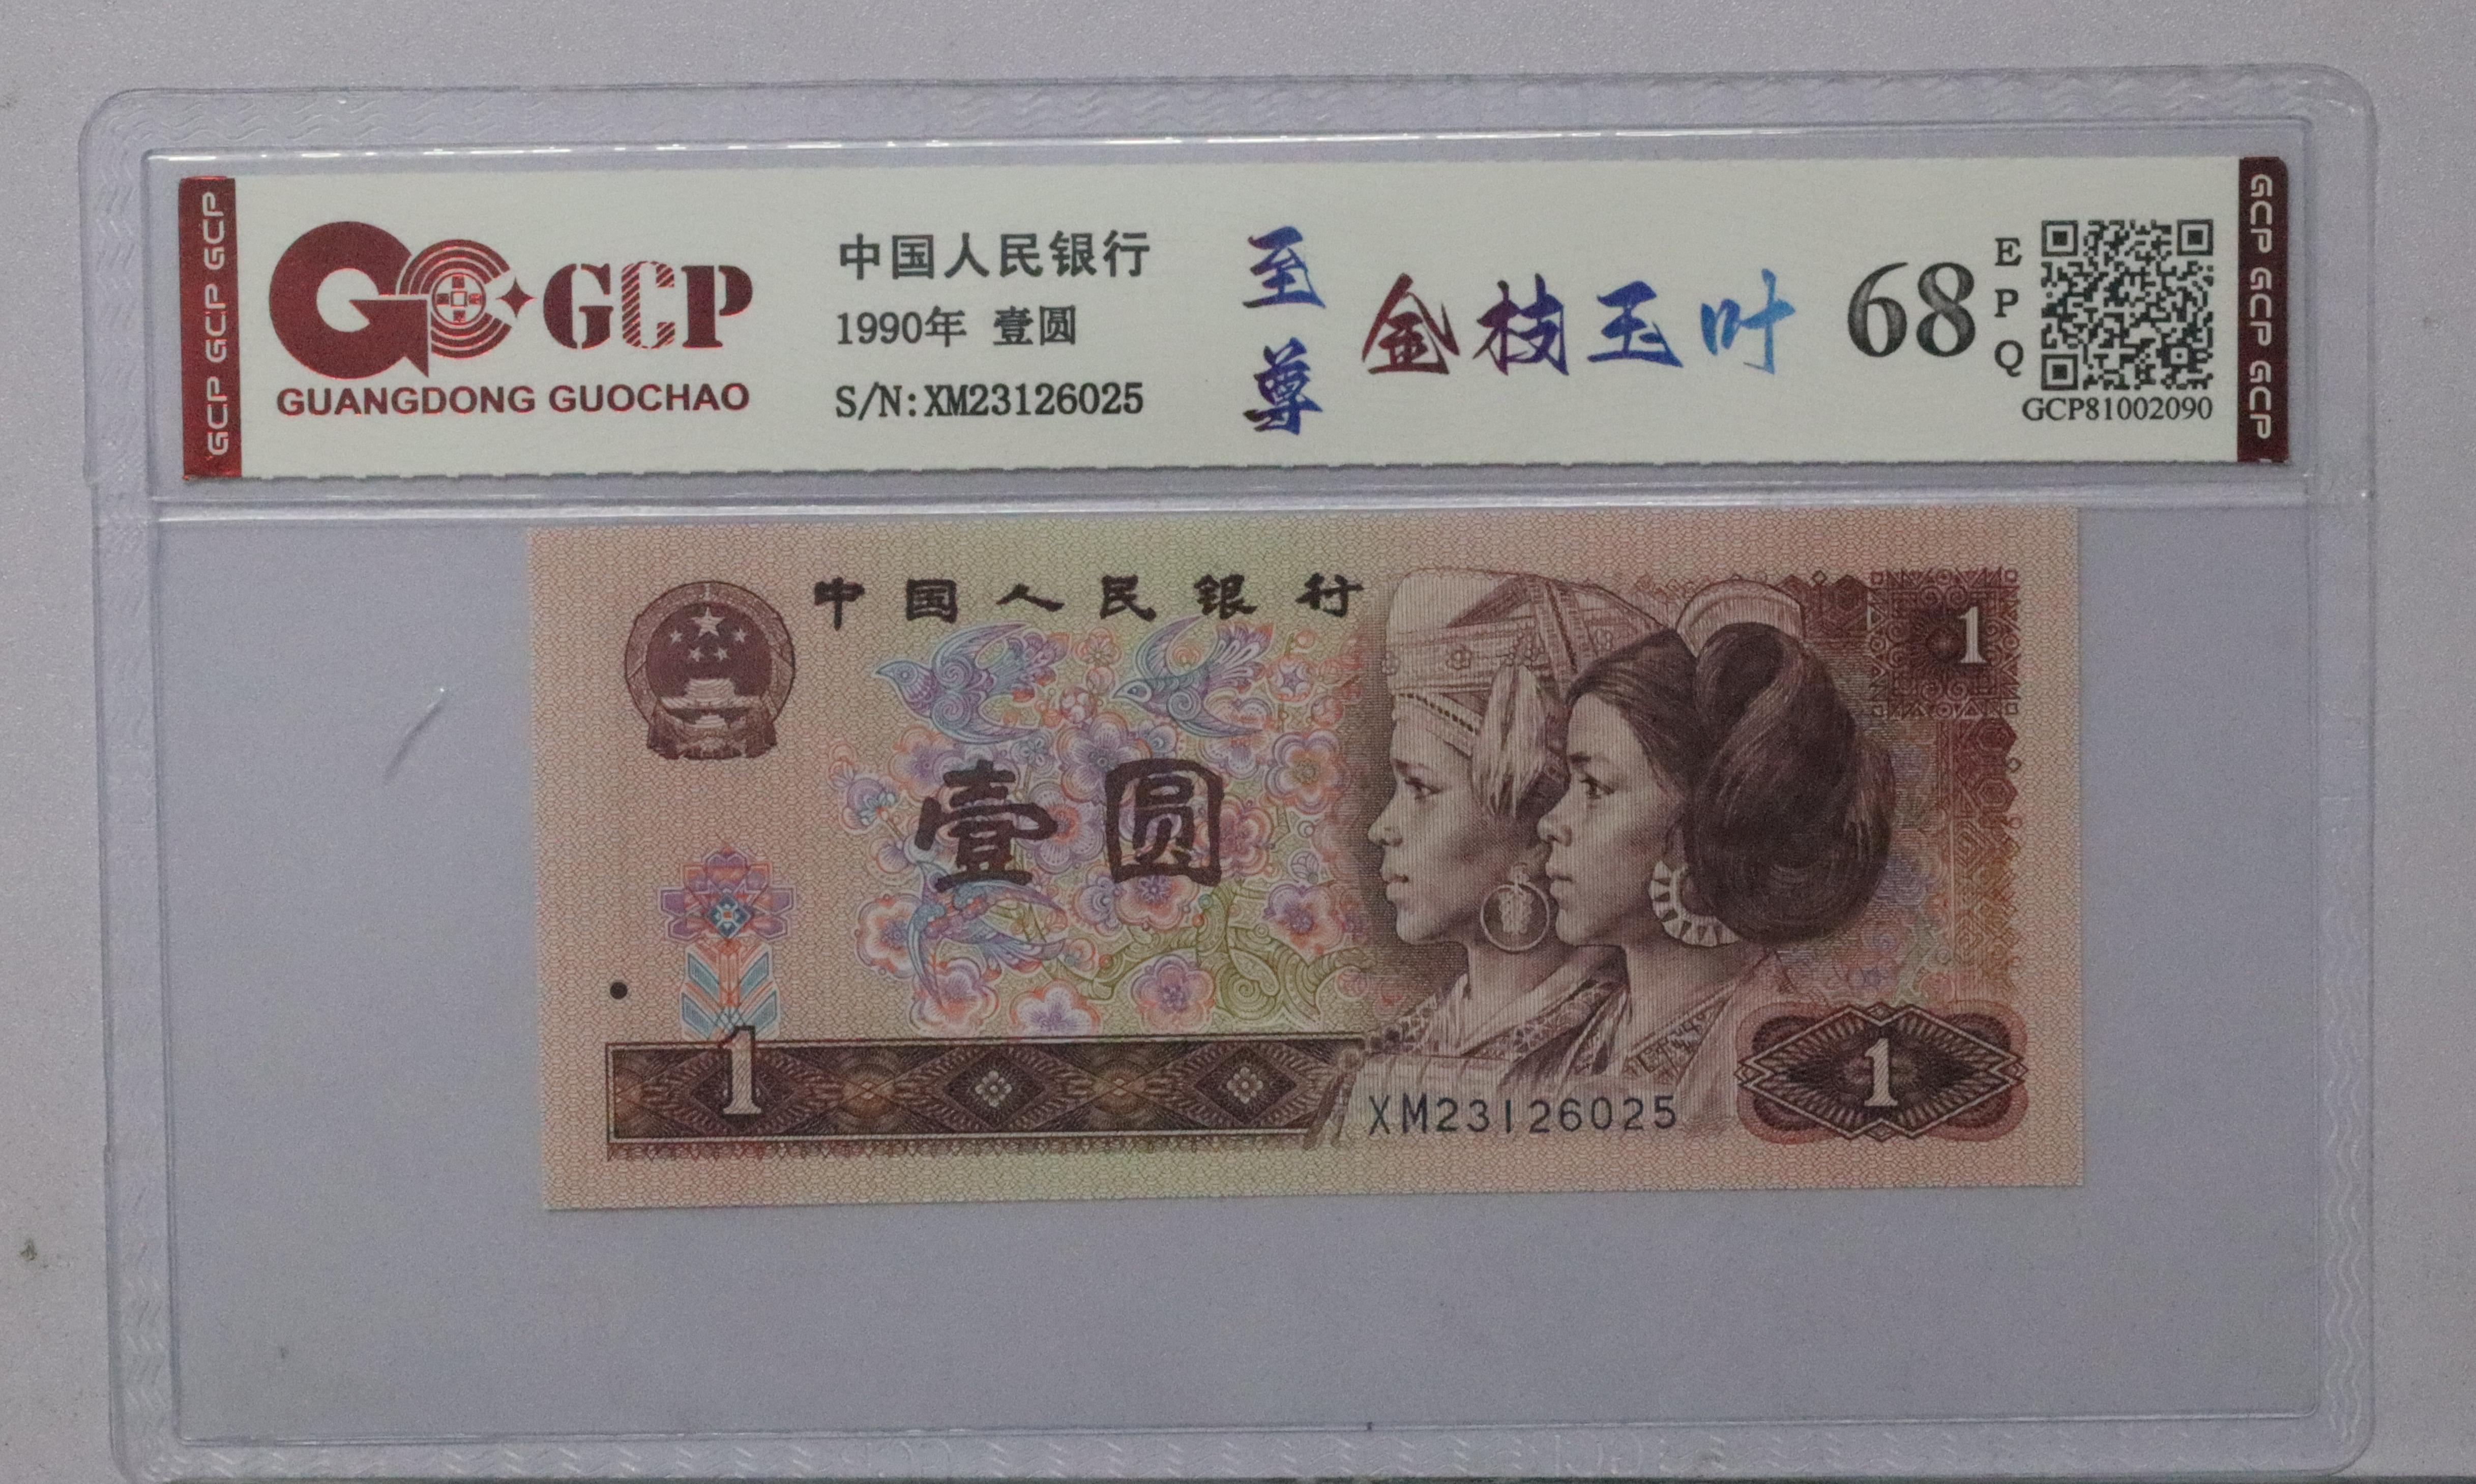 GCP GCP GCP
GCP
GUANGDONG GUOCHAO
中国人民银行
1990年 壹圆
S/N:XM23126025
至尊
金枝玉叶
68
EPQ
GCP81002090
GCP GCP GCP
中国人民银行
1
壹圆
1
XM23126025
1